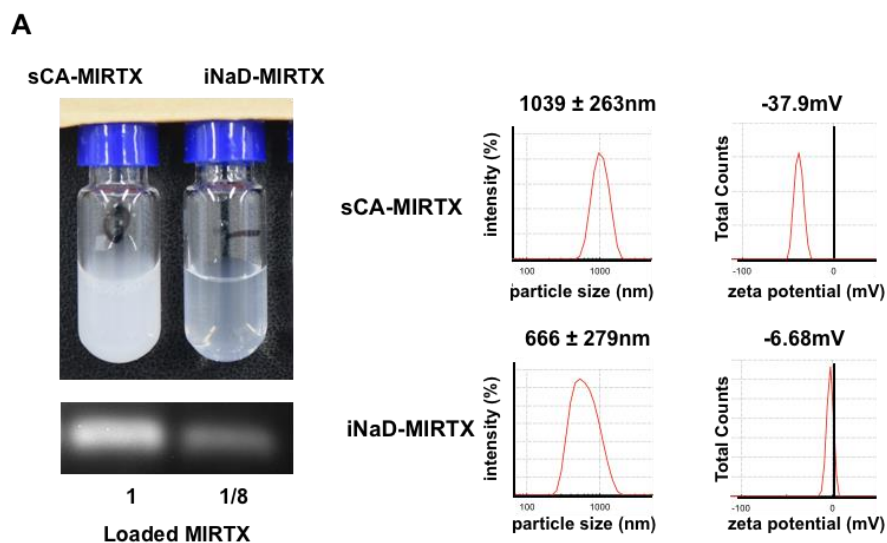 A
sCA-MIRTX iNaD-MIRTX
1 1/8
Loaded MIRTX
sCA-MIRTX
1039 ± 263nm
intensity (%)
100 1000
particle size (nm)
-37.9mV
Total Counts
-100 0
zeta potential (mV)
iNaD-MIRTX
666 ± 279nm
intensity (%)
100 1000
particle size (nm)
-6.68mV
Total Counts
-100 0
zeta potential (mV)